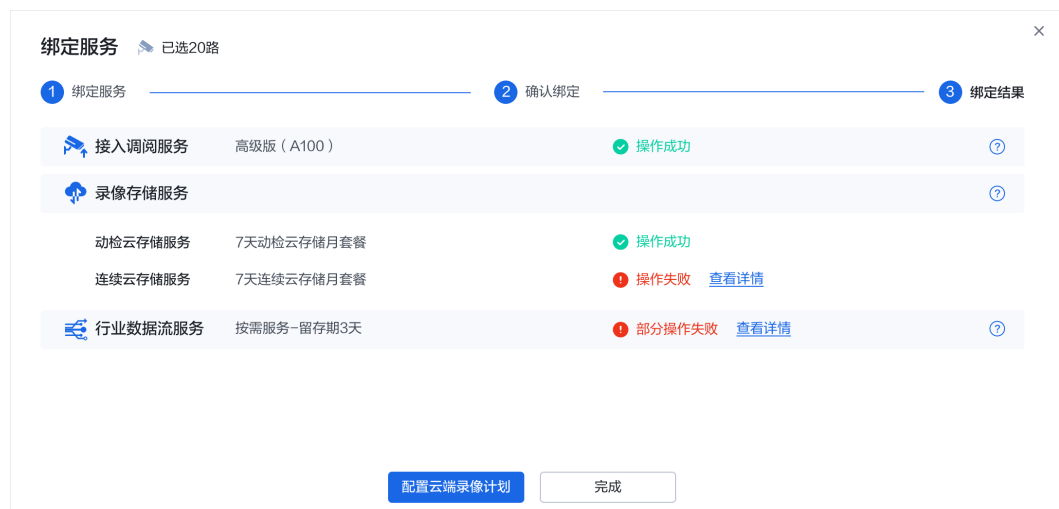 绑定服务 已选20路
1 绑定服务 2 确认绑定 3 绑定结果
接入调阅服务 高级版（A100） 操作成功 ?
录像存储服务 ?
动检云存储服务 7天动检云存储月套餐 操作成功
连续云存储服务 7天连续云存储月套餐 操作失败 查看详情
行业数据流服务 按需服务-留存期3天 部分操作失败 查看详情 ?
配置云端录像计划 完成